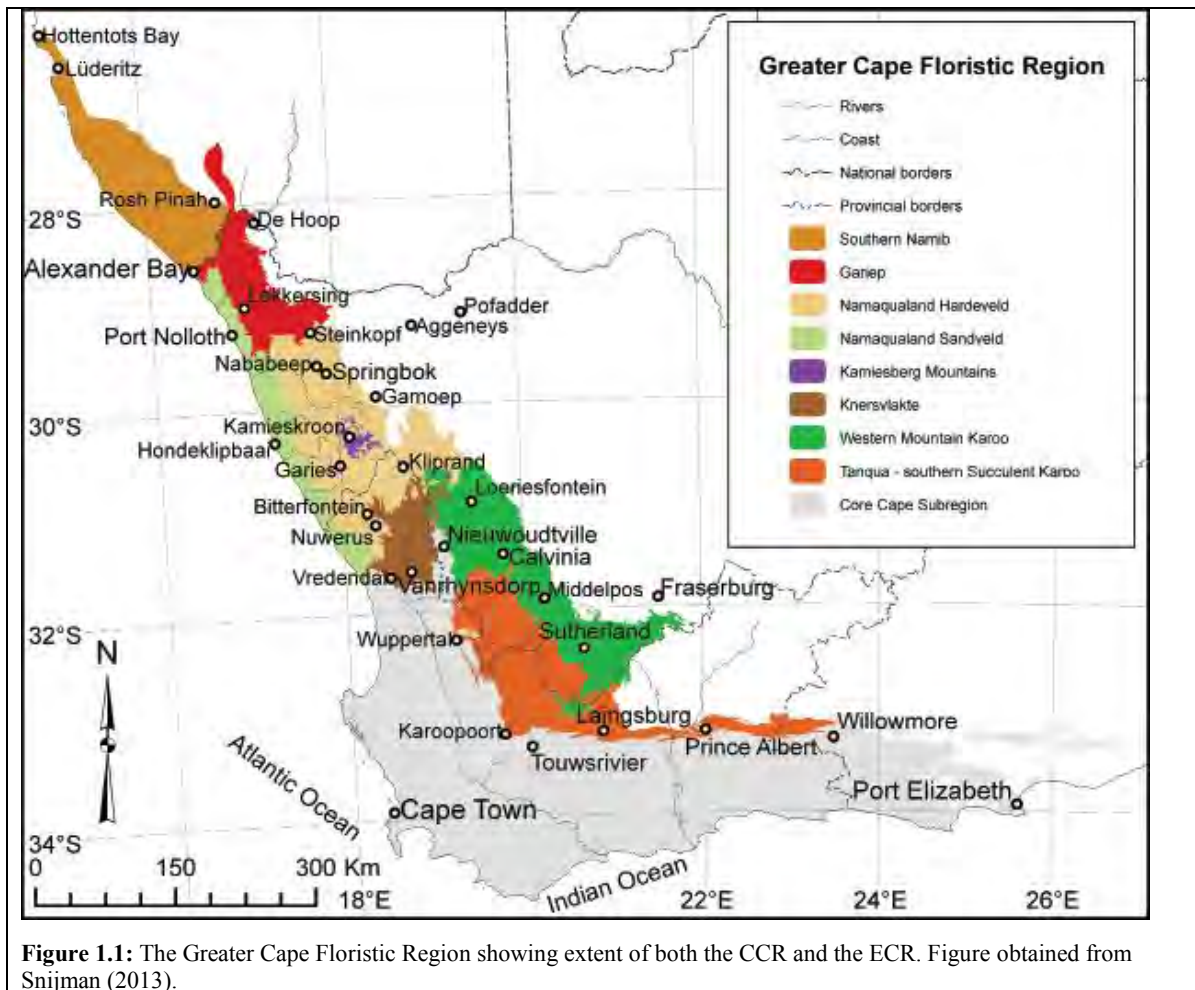 Hottentots Bay
Lüderitz
Rosh Pinah
De Hoop
28°S
Alexander Bay
Lekkersing
Pofadder
Aggeneys
Port Nolloth
Steinkopf
Nababeep
Springbok
Gamoep
30°S
Kamieskroon
Hondeklipbaai
Garies
Kliprand
Loeriesfontein
Bitterfontein
Nuwerus
Nieuwoudtville
Calvinia
Vredendal
Vanrhynsdorp
Middelpos
Fraserburg
32°S
Wuppertal
Sutherland
N
Laingsburg
Willowmore
Karoopoort
Prince Albert
Touwsrivier
Atlantic Ocean
Port Elizabeth
Cape Town
34°S
0 150 300 Km
Indian Ocean
18°E 22°E 24°E 26°E
Greater Cape Floristic Region
Rivers
Coast
National borders
Provincial borders
Southern Namib
Gariep
Namaqualand Hardeveld
Namaqualand Sandveld
Kamiesberg Mountains
Knersvlakte
Western Mountain Karoo
Tanqua - southern Succulent Karoo
Core Cape Subregion
Figure 1.1: The Greater Cape Floristic Region showing extent of both the CCR and the ECR. Figure obtained from
Snijman (2013).